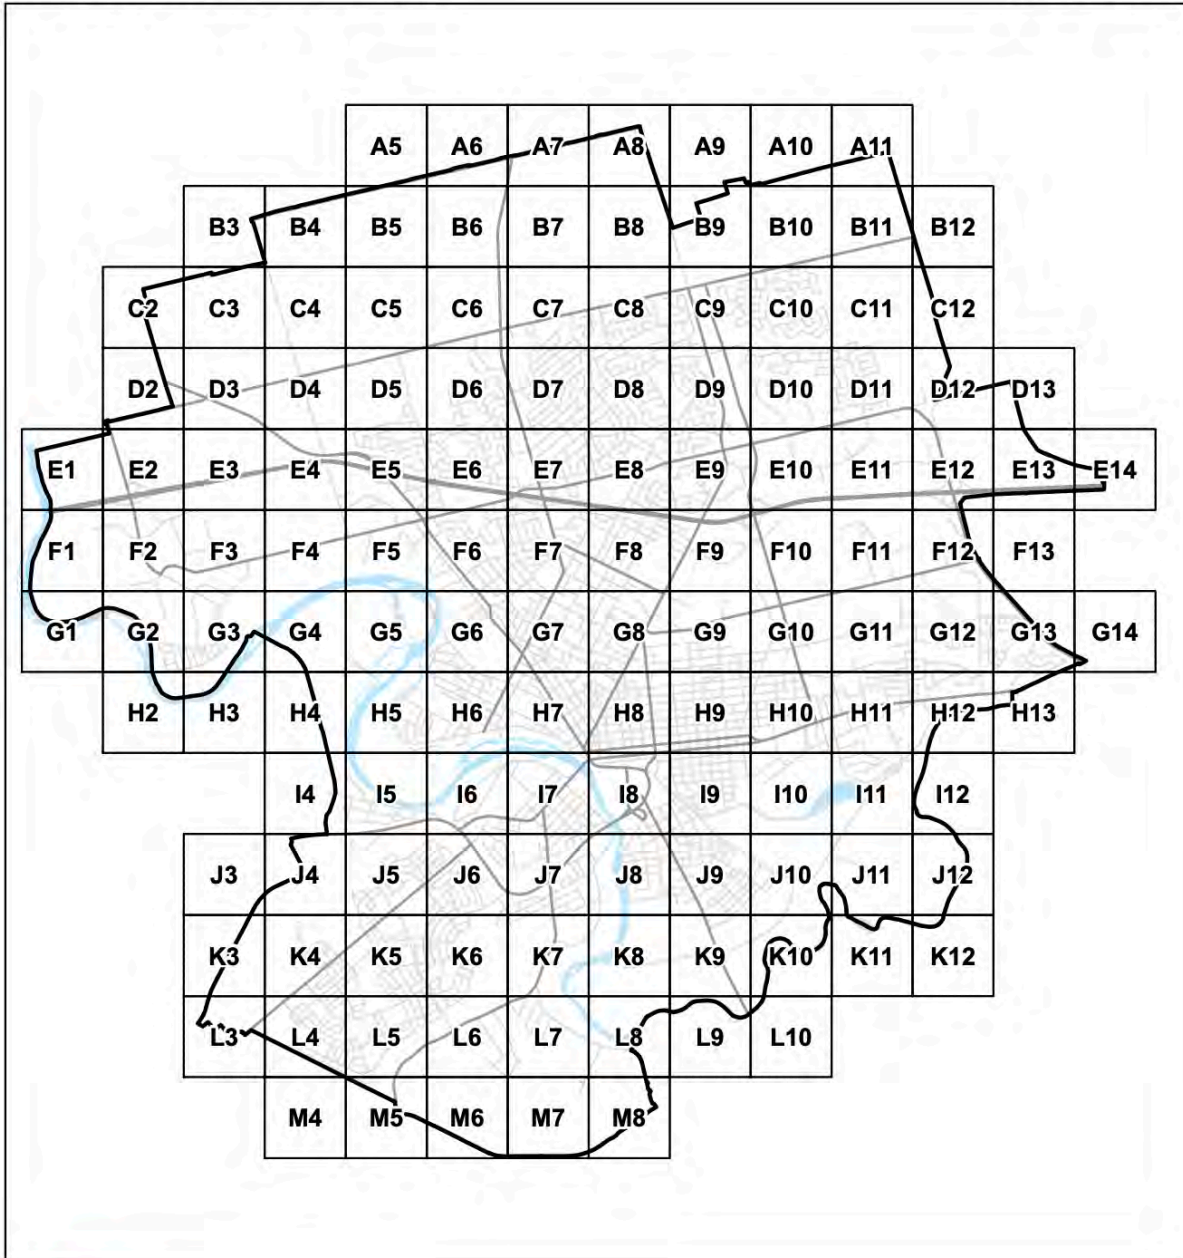 A5 A6 A7 A8 A9 A10 A11
B3 B4 B5 B6 B7 B8 B9 B10 B11 B12
C2 C3 C4 C5 C6 C7 C8 C9 C10 C11 C12
D2 D3 D4 D5 D6 D7 D8 D9 D10 D11 D12 D13
E1 E2 E3 E4 E5 E6 E7 E8 E9 E10 E11 E12 E13 E14
F1 F2 F3 F4 F5 F6 F7 F8 F9 F10 F11 F12 F13
G1 G2 G3 G4 G5 G6 G7 G8 G9 G10 G11 G12 G13 G14
H2 H3 H4 H5 H6 H7 H8 H9 H10 H11 H12 H13
I4 I5 I6 I7 I8 I9 I10 I11 I12
J3 J4 J5 J6 J7 J8 J9 J10 J11 J12
K3 K4 K5 K6 K7 K8 K9 K10 K11 K12
L3 L4 L5 L6 L7 L8 L9 L10
M4 M5 M6 M7 M8